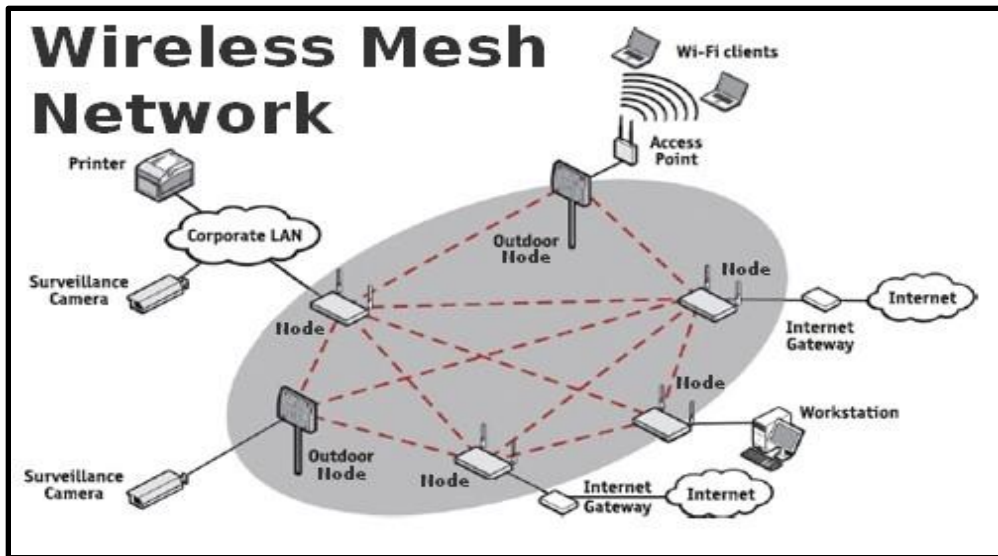 Wireless Mesh
Network
Wi-Fi clients
Access
Point
Printer
Corporate LAN
Outdoor
Node
Surveillance
Camera
Node
Node
Internet
Internet
Gateway
Node
Workstation
Outdoor
Node
Node
Surveillance
Camera
Internet
Gateway
Internet